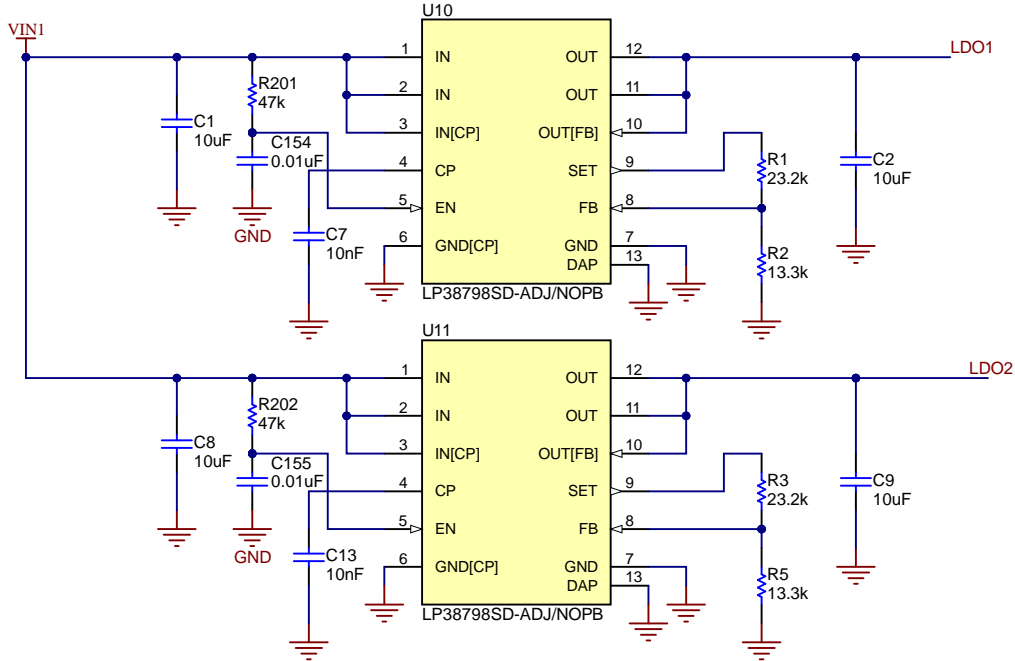 U10
VIN1
1 IN OUT 12 LDO1
R201
47k
2 IN OUT 11
C1
10uF
3 IN[CP] OUT[FB] 10
C154
0.01uF
4 CP SET 9
R1
23.2k
C2
10uF
5 EN FB 8
GND
C7
10nF
6 GND[CP] GND 7
DAP 13
R2
13.3k
LP38798SD-ADJ/NOPB
U11
1 IN OUT 12 LDO2
R202
47k
2 IN OUT 11
C8
10uF
3 IN[CP] OUT[FB] 10
C155
0.01uF
4 CP SET 9
R3
23.2k
C9
10uF
5 EN FB 8
GND
C13
10nF
6 GND[CP] GND 7
DAP 13
R5
13.3k
LP38798SD-ADJ/NOPB